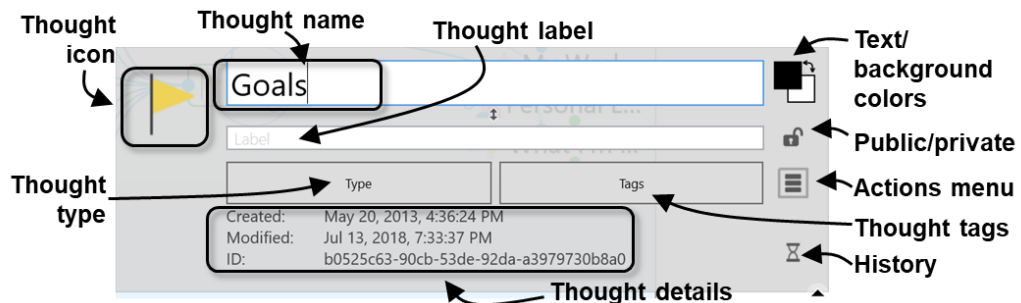 Thought icon
Thought name
Thought label
Text/
background
colors
Goals
Personal E...
Label
Public/private
Type
Tags
Actions menu
Thought
type
Created: May 20, 2013, 4:36:24 PM
Modified: Jul 13, 2018, 7:33:37 PM
ID: b0525c63-90cb-53de-92da-a3979730b8a0
Thought tags
History
Thought details